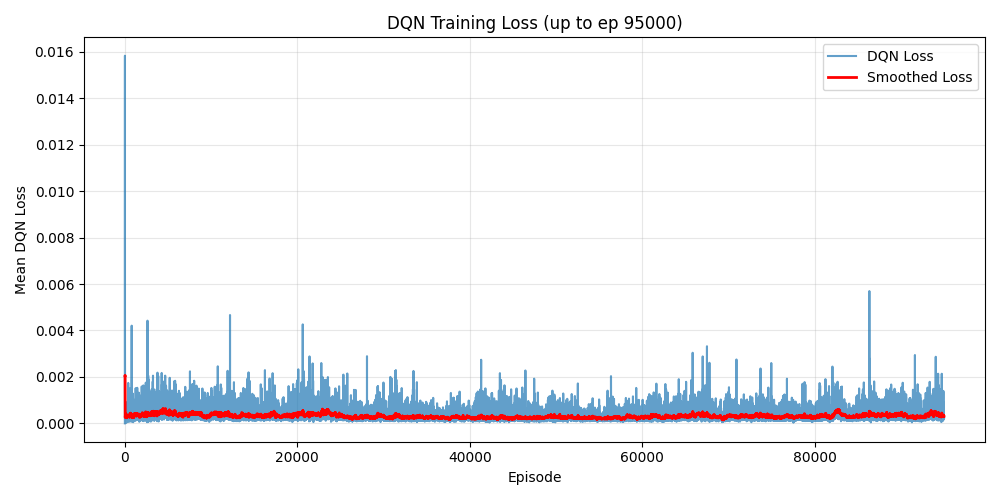 DQN Training Loss (up to ep 95000)
DQN Loss
Smoothed Loss
Mean DQN Loss
0.016
0.014
0.012
0.010
0.008
0.006
0.004
0.002
0.000
0 20000 40000 60000 80000
Episode